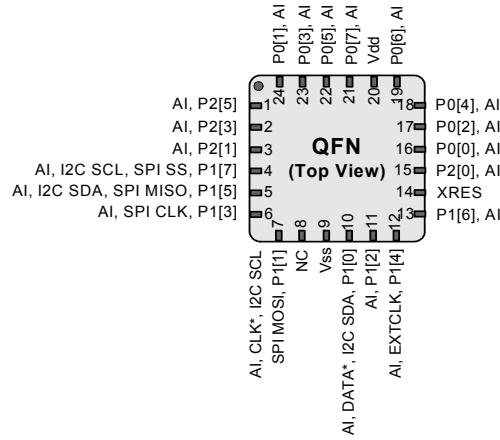 P0[1], AI
P0[3], AI
P0[5], AI
P0[7], AI
Vdd
P0[6], AI
24
23
22
21
20
19
AI, P2[5]
1
AI, P2[3]
2
AI, P2[1]
3
AI, I2C SCL, SPI SS, P1[7]
4
AI, I2C SDA, SPI MISO, P1[5]
5
AI, SPI CLK, P1[3]
6
QFN
(Top View)
18
P0[4], AI
17
P0[2], AI
16
P0[0], AI
15
P2[0], AI
14
XRES
13
P1[6], AI
7
8
9
10
11
12
AI, CLK*, I2C SCL
SPI MOSI, P1[1]
NC
Vss
AI, DATA*, I2C SDA, P1[0]
AI, P1[2]
AI, EXTCLK, P1[4]